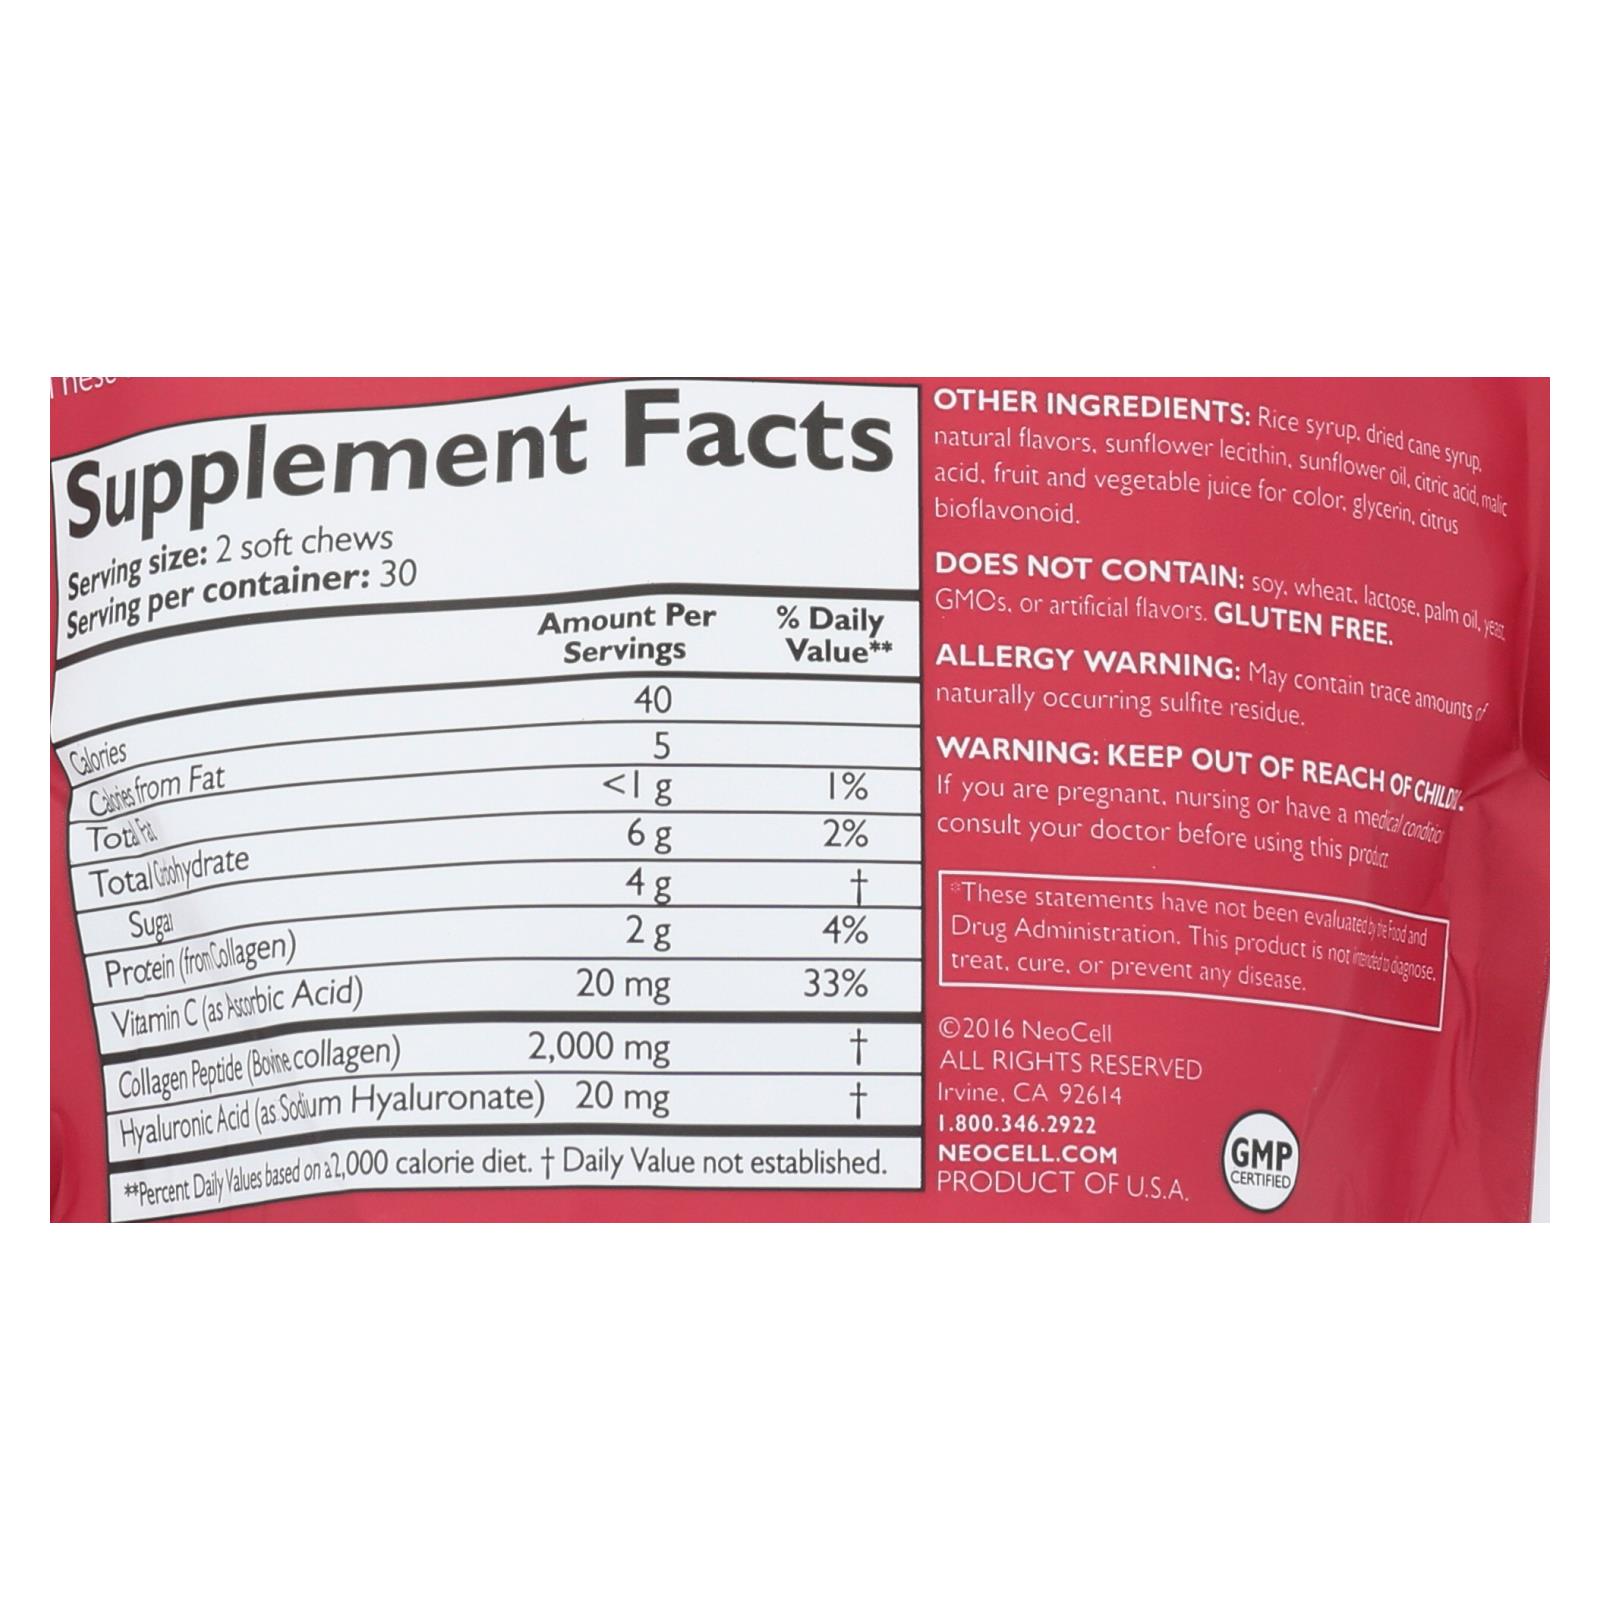 Supplement Facts
Serving size: 2 soft chews
Serving per container: 30
Amount Per Servings % Daily Value**
Calories 40
Calories from Fat 5
Total Fat <1 g 1%
Total Carbohydrate 6 g 2%
Sugar 4 g †
Protein (from Collagen) 2 g 4%
Vitamin C (as Ascorbic Acid) 20 mg 33%
Collagen Peptide (Bovine collagen) 2,000 mg †
Hyaluronic Acid (as Sodium Hyaluronate) 20 mg †
**Percent Daily Values based on a 2,000 calorie diet. † Daily Value not established.
OTHER INGREDIENTS: Rice syrup, dried cane syrup,
natural flavors, sunflower lecithin, sunflower oil, citric acid, malic
acid, fruit and vegetable juice for color, glycerin, citrus
bioflavonoid.
DOES NOT CONTAIN: soy, wheat, lactose, palm oil, yeast,
GMOs, or artificial flavors. GLUTEN FREE.
ALLERGY WARNING: May contain trace amounts of
naturally occurring sulfite residue.
WARNING: KEEP OUT OF REACH OF
If you are pregnant, nursing or have a medical condition
consult your doctor before using this product.
*These statements have not been evaluated by the Food and
Drug Administration. This product is not intended to diagnose,
treat, cure, or prevent any disease.
©2016 NeoCell
ALL RIGHTS RESERVED
Irvine, CA 92614
1.800.346.2922
NEOCELL.COM
PRODUCT OF U.S.A.
GMP
CERTIFIED